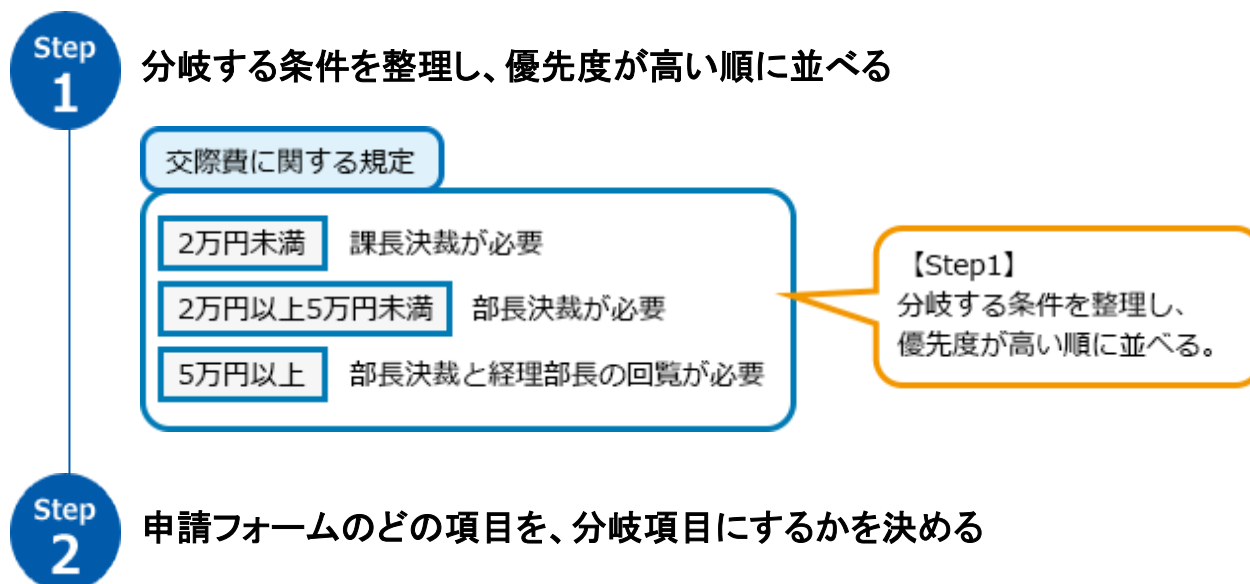 Step
1
分岐する条件を整理し、優先度が高い順に並べる
交際費に関する規定
2万円未満 課長決裁が必要
2万円以上5万円未満 部長決裁が必要
5万円以上 部長決裁と経理部長の回覧が必要
【Step1】
分岐する条件を整理し、
優先度が高い順に並べる。
Step
2
申請フォームのどの項目を、分岐項目にするかを決める